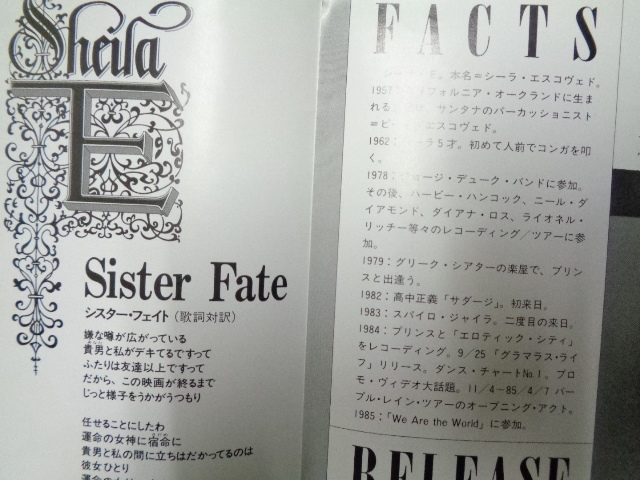 Sheila
E
Sister Fate
シスター・フェイト（歌詞対訳）
嫌な噂が広がっている
貴男と私がデキてるですって
ふたりは友達以上ですって
だから、この映画が終るまで
じっと様子をうかがうつもり
任せることにしたわ
運命の女神に宿命に
貴男と私の間に立ちはだかってるのは
彼女ひとり
FACTS
本名＝シーラ・エスコヴェド。
1957 フォルニア・オークランドに生ま
れ サンタナのパーカッショニスト
＝ピ エスコヴェド。
1962： ーラ5才。初めて人前でコンガを叩
く。
1978：ジョージ・デューク・バンドに参加。
その後、ハービー・ハンコック、ニール・ダ
イアモンド、ダイアナ・ロス、ライオネル・
リッチー等々のレコーディング／ツアーに参
加。
1979：グリーク・シアターの楽屋で、プリン
スと出逢う。
1982：高中正義「サダージ」。初来日。
1983：スパイロ・ジャイラ。二度目の来日。
1984：プリンスと「エロティック・シティ」
をレコーディング。9／25「グラマラス・ライ
フ」リリース。ダンス・チャートNo.1。プロ
モ・ヴィデオ大話題。11／4−85／4／7 パープ
ル・レイン・ツアーのオープニング・アクト。
1985：「We Are the World」に参加。
RELEASE